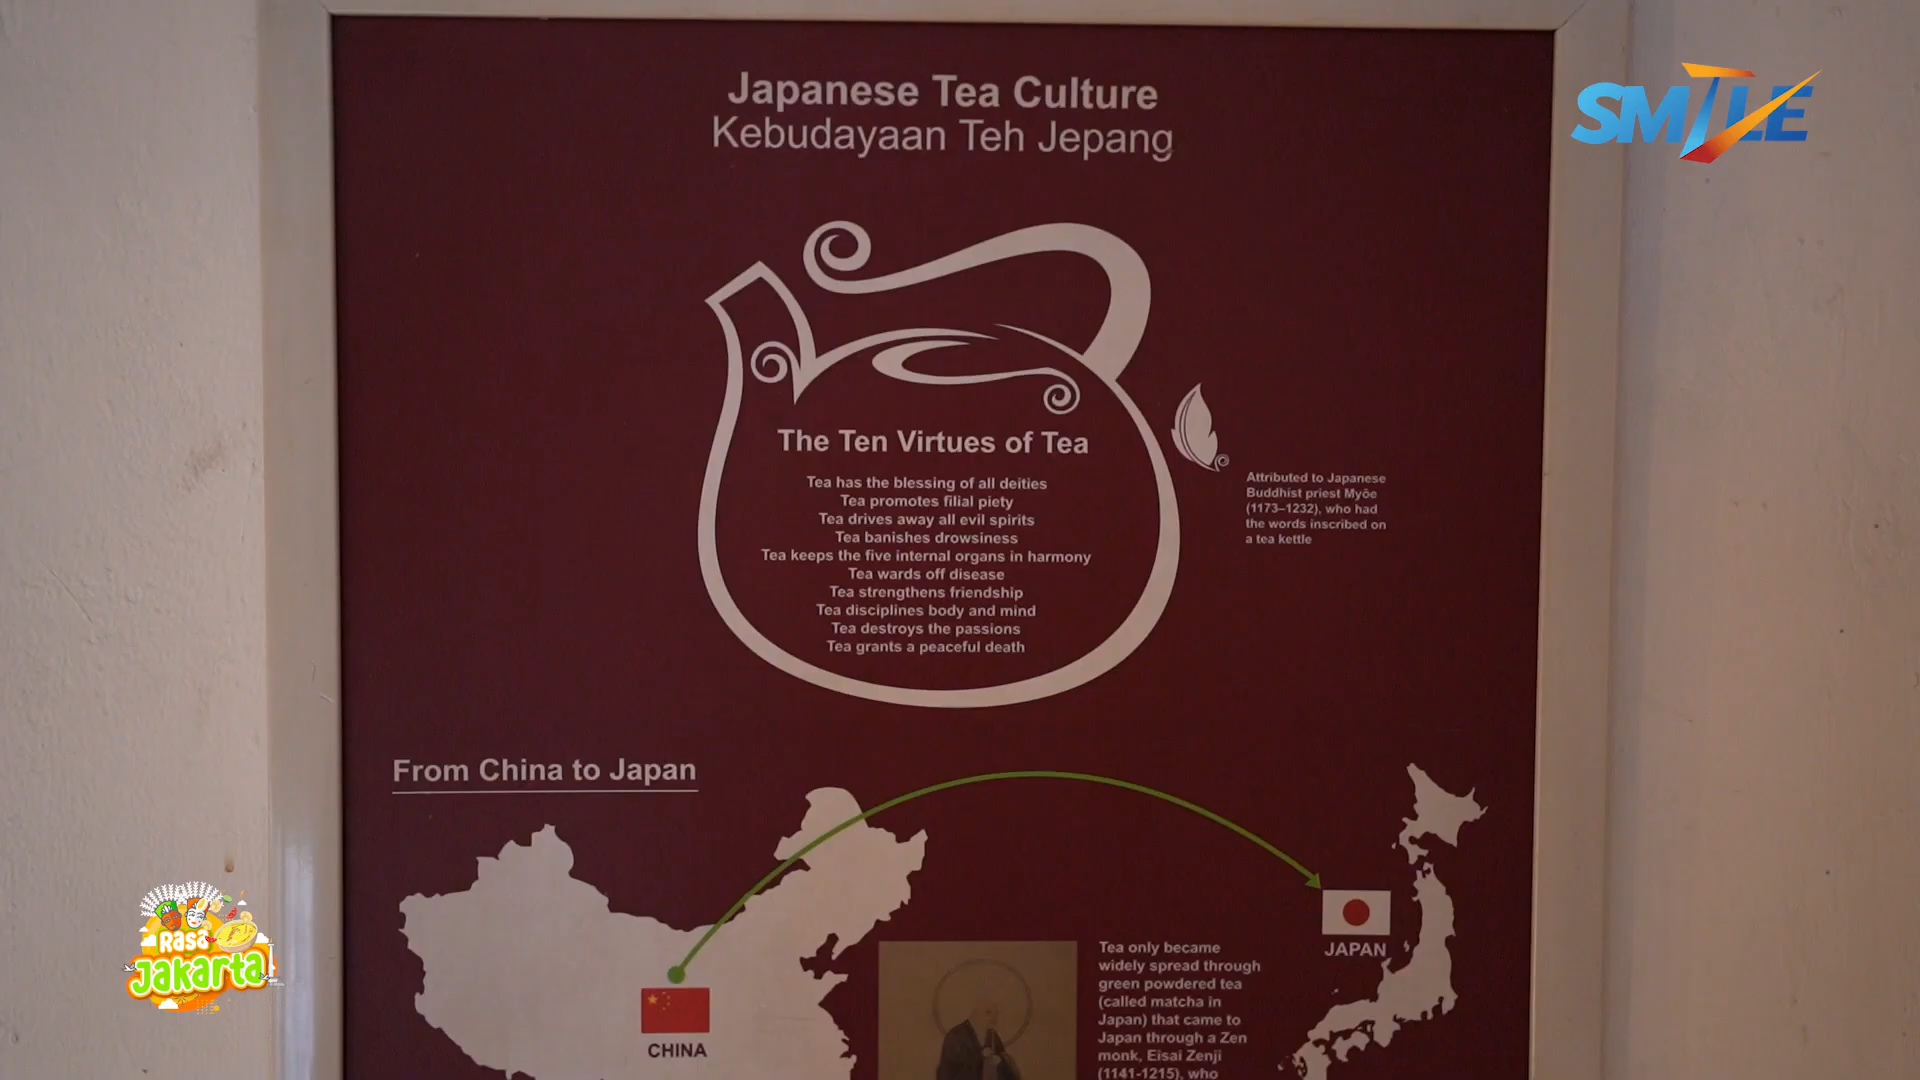 Japanese Tea Culture
Kebudayaan Teh Jepang
SMILE
The Ten Virtues of Tea
Tea has the blessing of all deities
Tea promotes filial piety
Tea drives away all evil spirits
Tea banishes drowsiness
Tea keeps the five internal organs in harmony
Tea wards off disease
Tea strengthens friendship
Tea disciplines body and mind
Tea destroys the passions
Tea grants a peaceful death
Attributed to Japanese
Buddhist priest Myōe
(1173–1232), who had
the words inscribed on
a tea kettle
From China to Japan
CHINA
JAPAN
Tea only became
widely spread through
green powdered tea
(called matcha in
Japan) that came to
Japan through a Zen
monk, Eisai Zenji
(1141-1215), who
Rasa
Jakarta